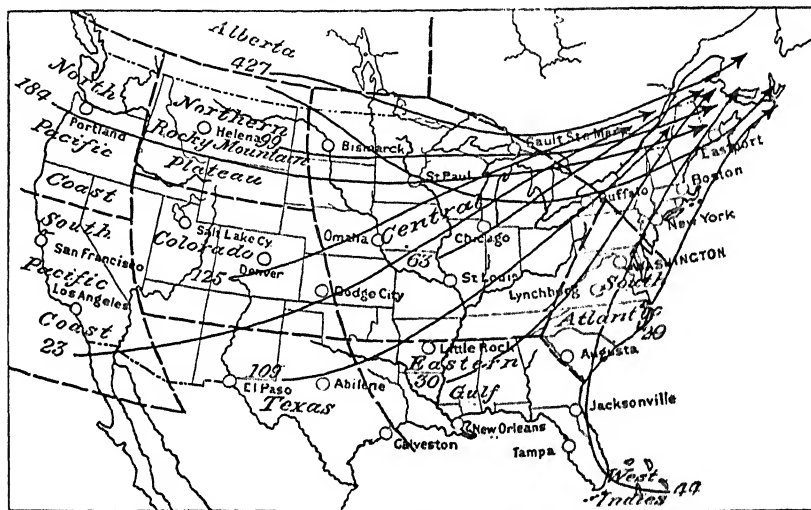 Alberta
427
North
184
Northern
Portland
Helena
99
Rocky Mountain
Bismarck
Sault Ste Mar
Pacific
Plateau
St Paul
Eastport
Boston
Buffalo
Coast
Central
New York
South
Salt Lake Cy.
Omaha
Chicago
San Francisco
Colorado
Denver
63
WASHINGTON
Pacific
125
Dodge City
St Louis
Lynchburg
South
Los Angeles
Atlantic
Coast
Little Rock
29
23
Eastern
Augusta
109
30
El Paso
Abilene
Gulf
Texas
Jacksonville
New Orleans
Galveston
Tampa
West
Indies
44